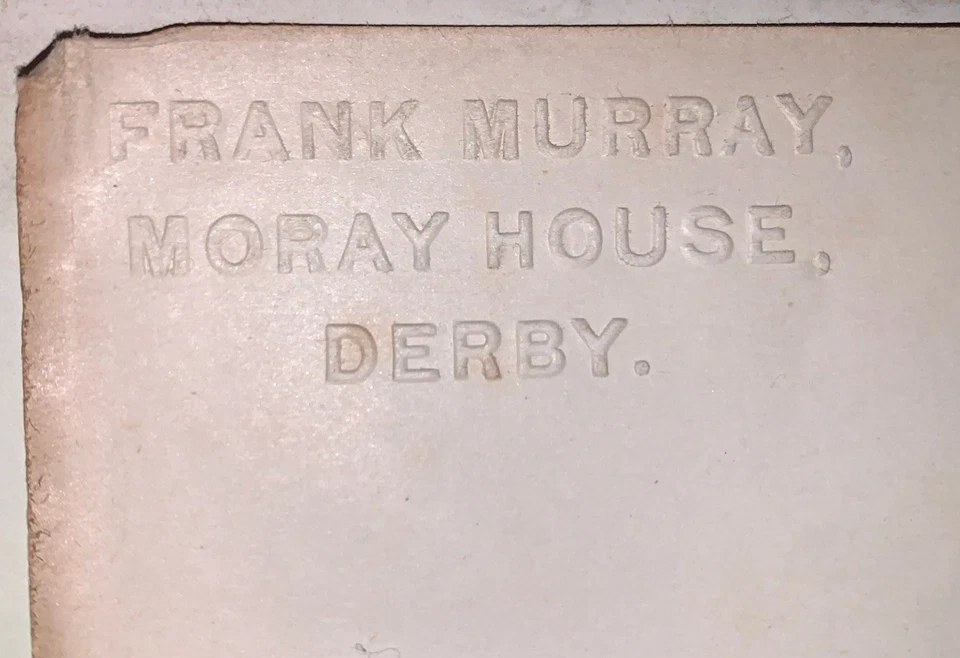 FRANK MURRAY,
MORAY HOUSE,
DERBY.